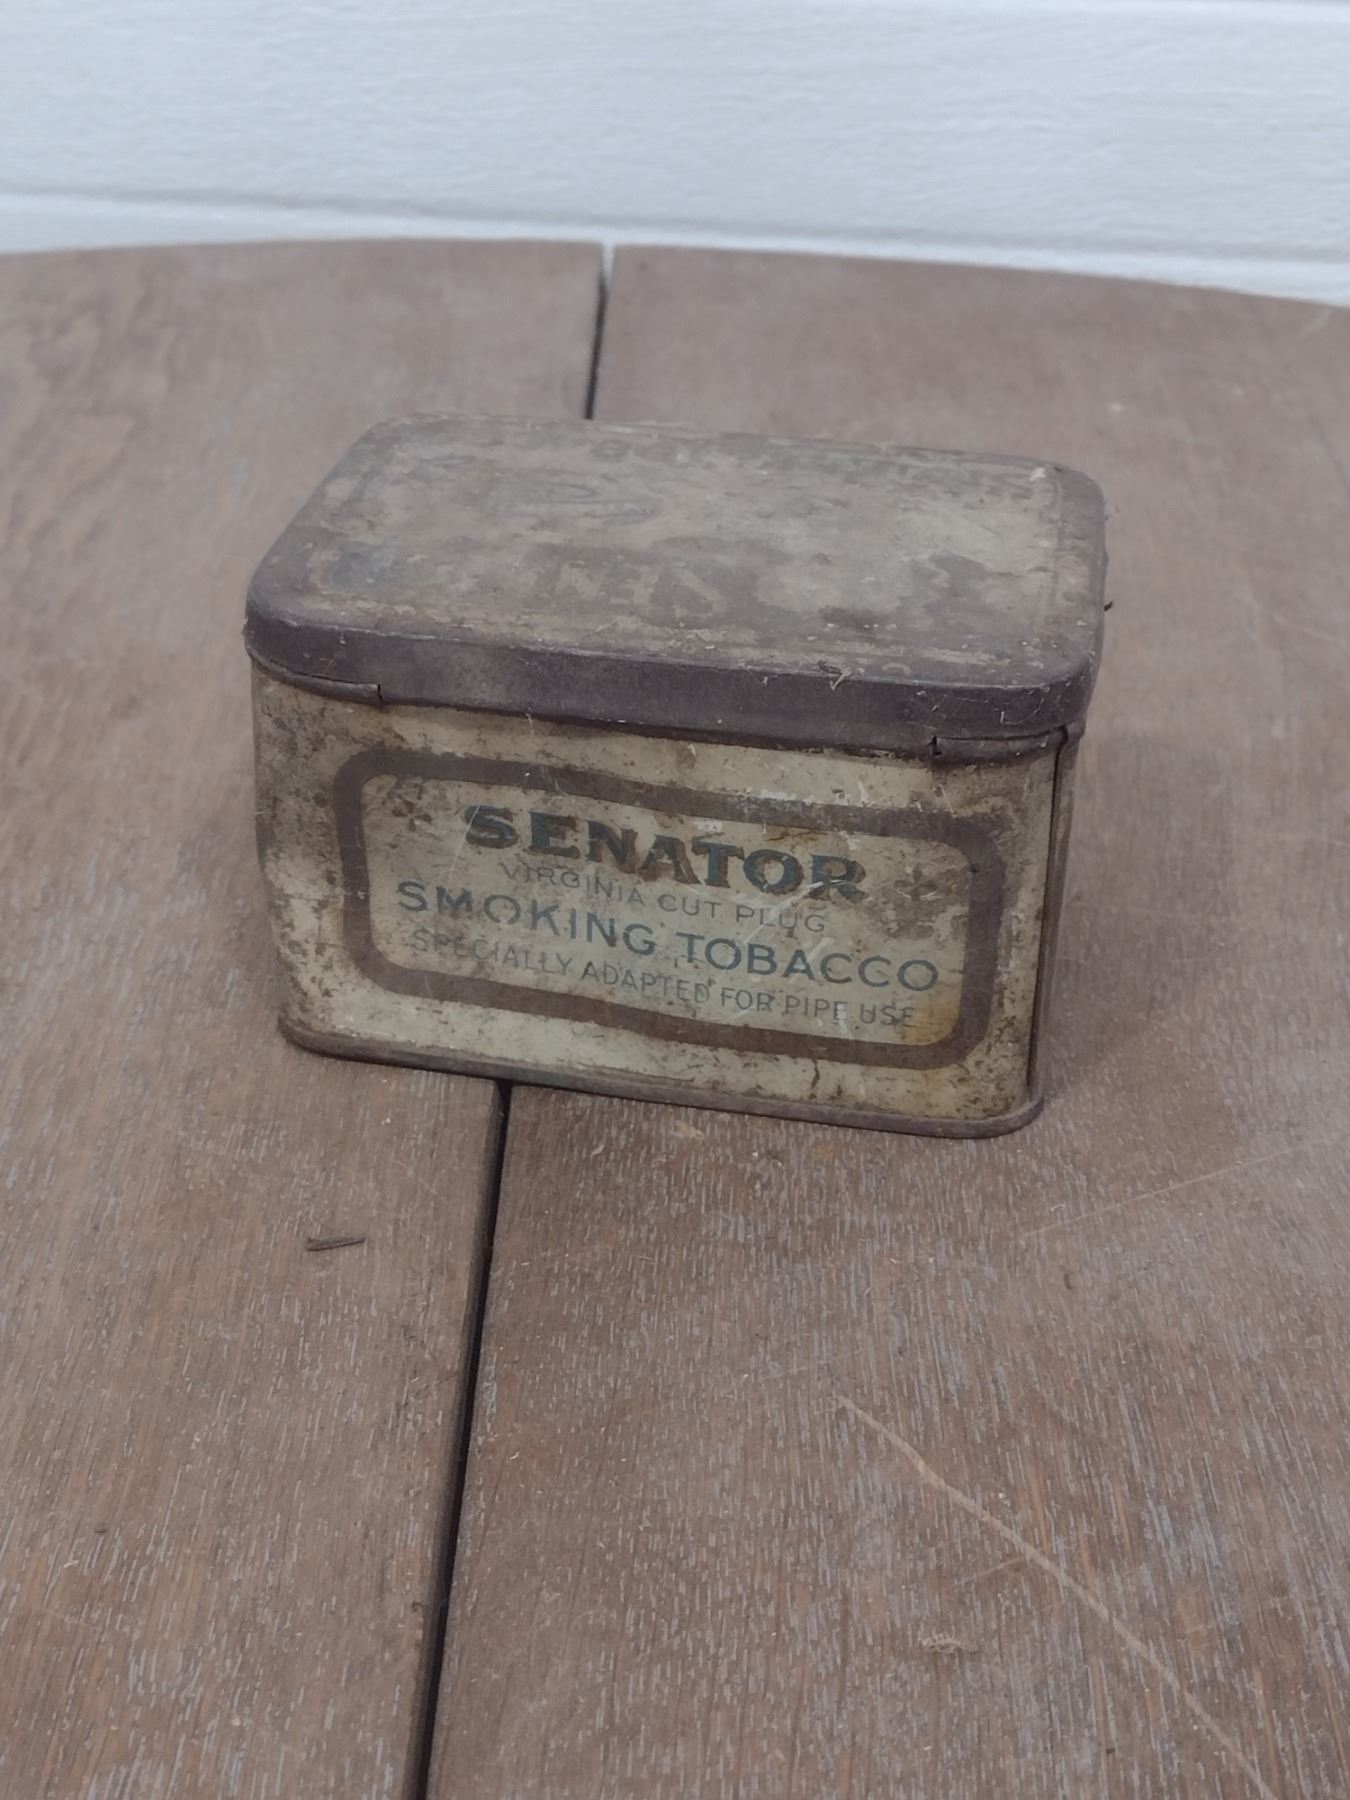 SENATOR
VIRGINIA CUT PLUG
SMOKING TOBACCO
SPECIALLY ADAPTED FOR PIPE USE